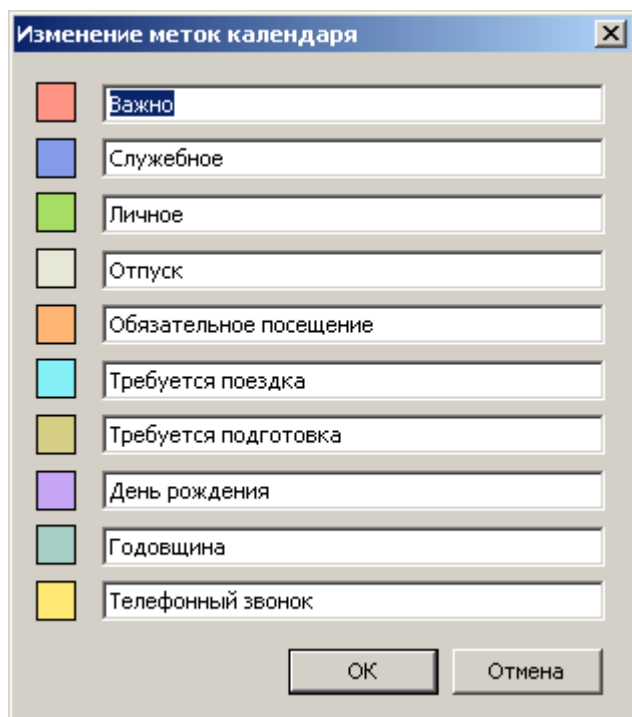 Изменение меток календаря
Важно
Служебное
Личное
Отпуск
Обязательное посещение
Требуется поездка
Требуется подготовка
День рождения
Годовщина
Телефонный звонок
ОК Отмена